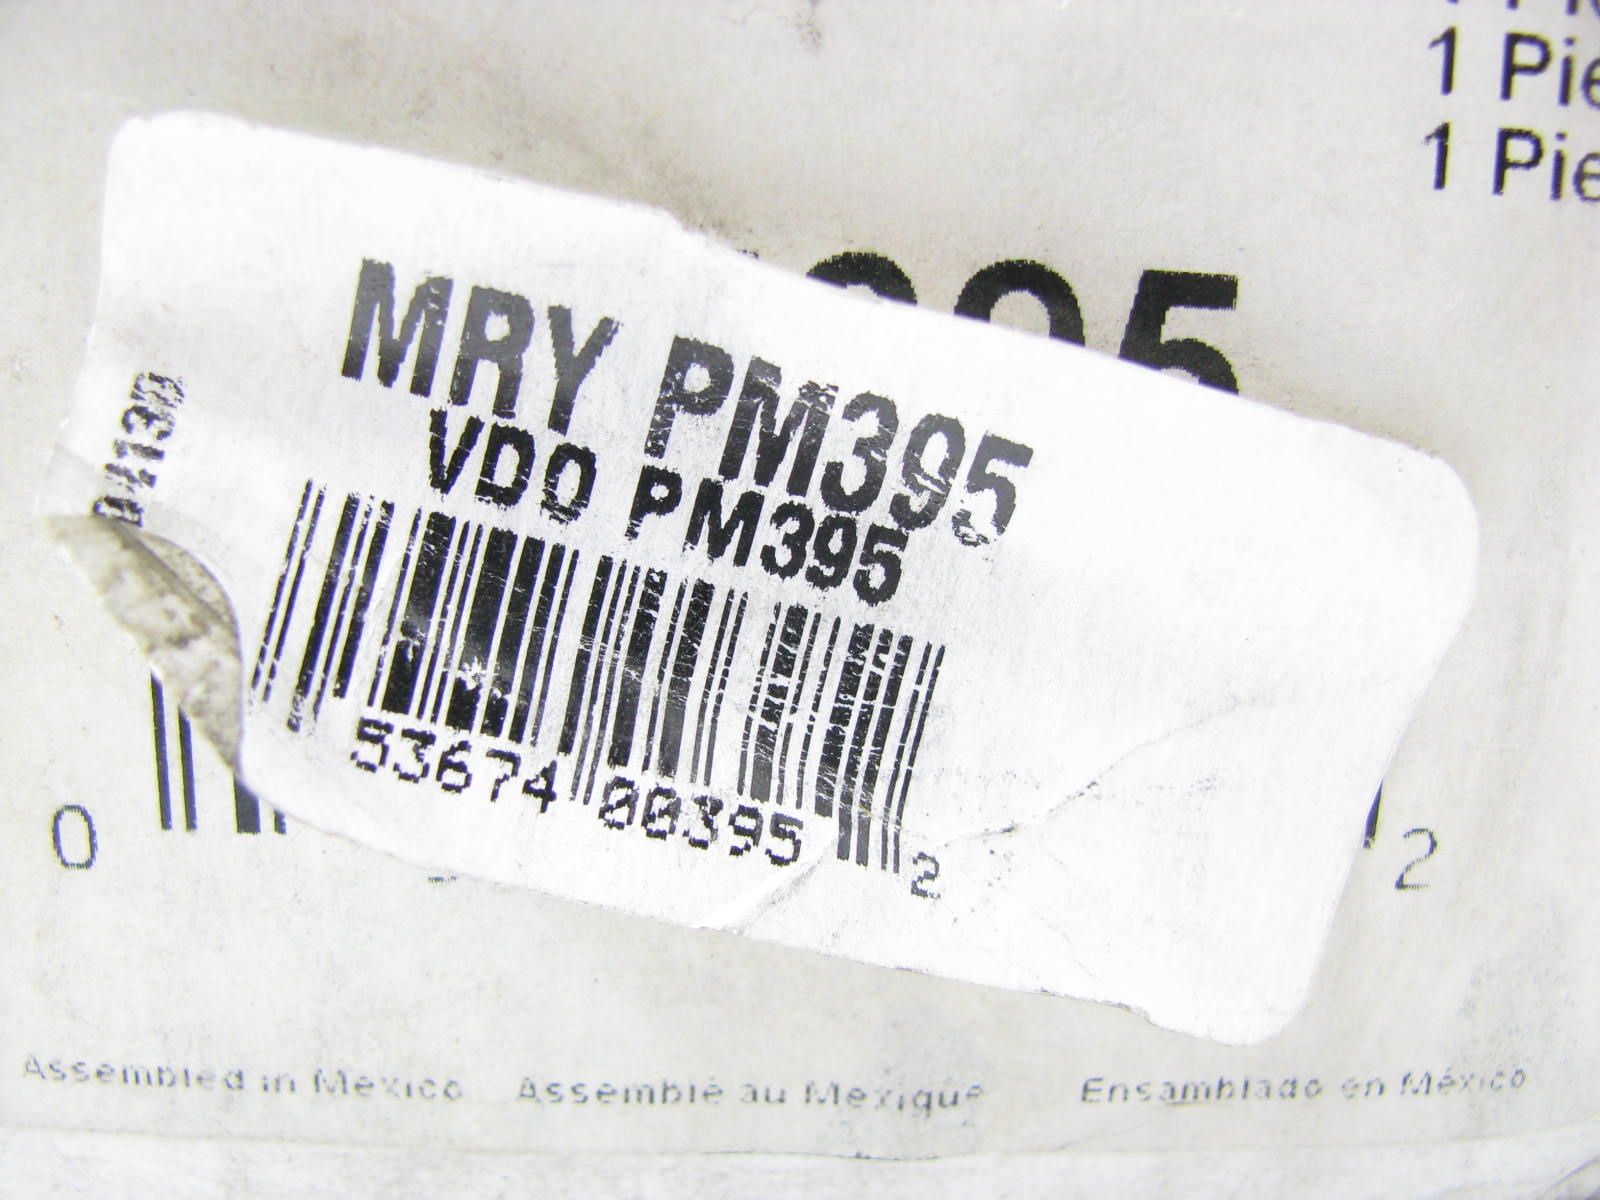 1 Pie
1 Pie
395
MRY PM395
VDO PM395
53674 00395 2
0
2
Assembled in Mexico Assemblé au Mexique Ensamblado en México